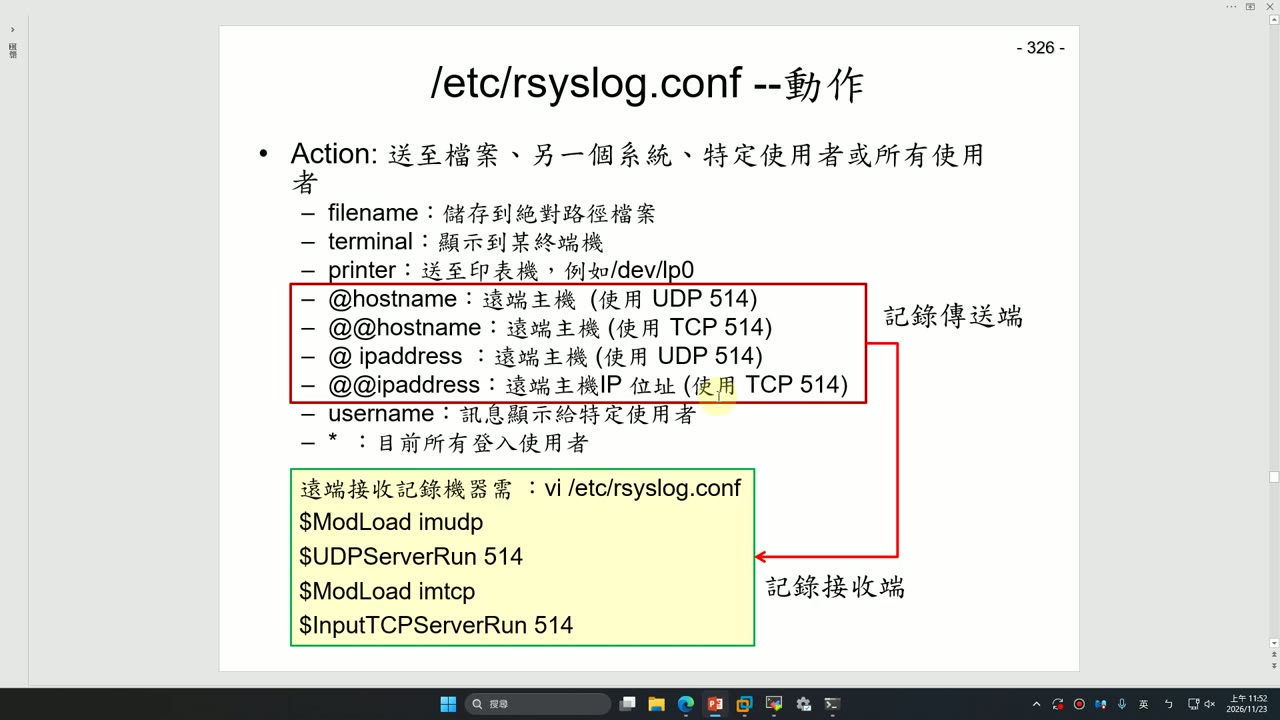 - 326 -
/etc/rsyslog.conf --動作
• Action: 送至檔案、另一個系統、特定使用者或所有使用
者
– filename：儲存到絕對路徑檔案
– terminal：顯示到某終端機
– printer：送至印表機，例如/dev/lp0
– @hostname：遠端主機 (使用 UDP 514)
– @@hostname：遠端主機 (使用 TCP 514)
– @ ipaddress ：遠端主機 (使用 UDP 514)
– @@ipaddress：遠端主機IP 位址 (使用 TCP 514)
– username：訊息顯示給特定使用者
– * ：目前所有登入使用者
記錄傳送端
遠端接收記錄機器需 ：vi /etc/rsyslog.conf
$ModLoad imudp
$UDPServerRun 514
$ModLoad imtcp
$InputTCPServerRun 514
記錄接收端
搜尋
英
ㄅ
上午 11:52
2026/11/23